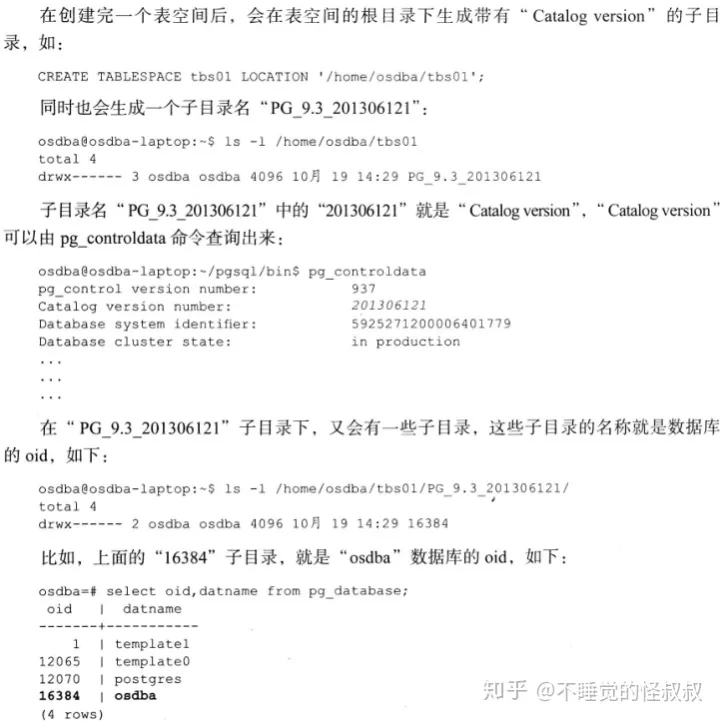 在创建完一个表空间后，会在表空间的根目录下生成带有“Catalog version”的子目
录，如：
CREATE TABLESPACE tbs01 LOCATION '/home/osdba/tbs01';
同时也会生成一个子目录名“PG_9.3_201306121”：
osdba@osdba-laptop:~$ ls -l /home/osdba/tbs01
total 4
drwx------ 3 osdba osdba 4096 10月 19 14:29 PG_9.3_201306121
子目录名“PG_9.3_201306121”中的“201306121”就是“Catalog version”，“Catalog version”
可以由 pg_controldata 命令查询出来：
osdba@osdba-laptop:~/pgsql/bin$ pg_controldata
pg_control version number: 937
Catalog version number: 201306121
Database system identifier: 5925271200006401779
Database cluster state: in production
...
...
...
在“PG_9.3_201306121”子目录下，又会有一些子目录，这些子目录的名称就是数据库
的 oid，如下：
osdba@osdba-laptop:~$ ls -l /home/osdba/tbs01/PG_9.3_201306121/
total 4
drwx------ 2 osdba osdba 4096 10月 19 14:29 16384
比如，上面的“16384”子目录，就是“osdba”数据库的 oid，如下：
osdba=# select oid,datname from pg_database;
oid | datname
-------+-----------
1 | template1
12065 | template0
12070 | postgres
16384 | osdba
(4 rows)
知乎 @不睡觉的怪叔叔